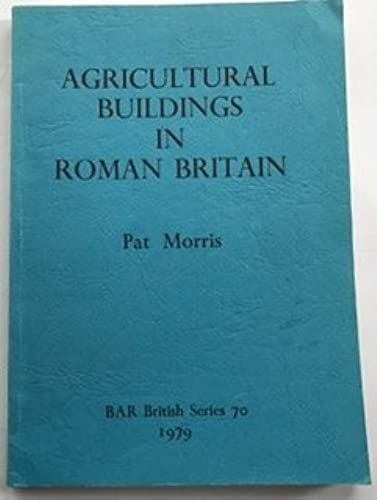 AGRICULTURAL
BUILDINGS
IN
ROMAN BRITAIN
Pat Morris
BAR British Series 70
1979